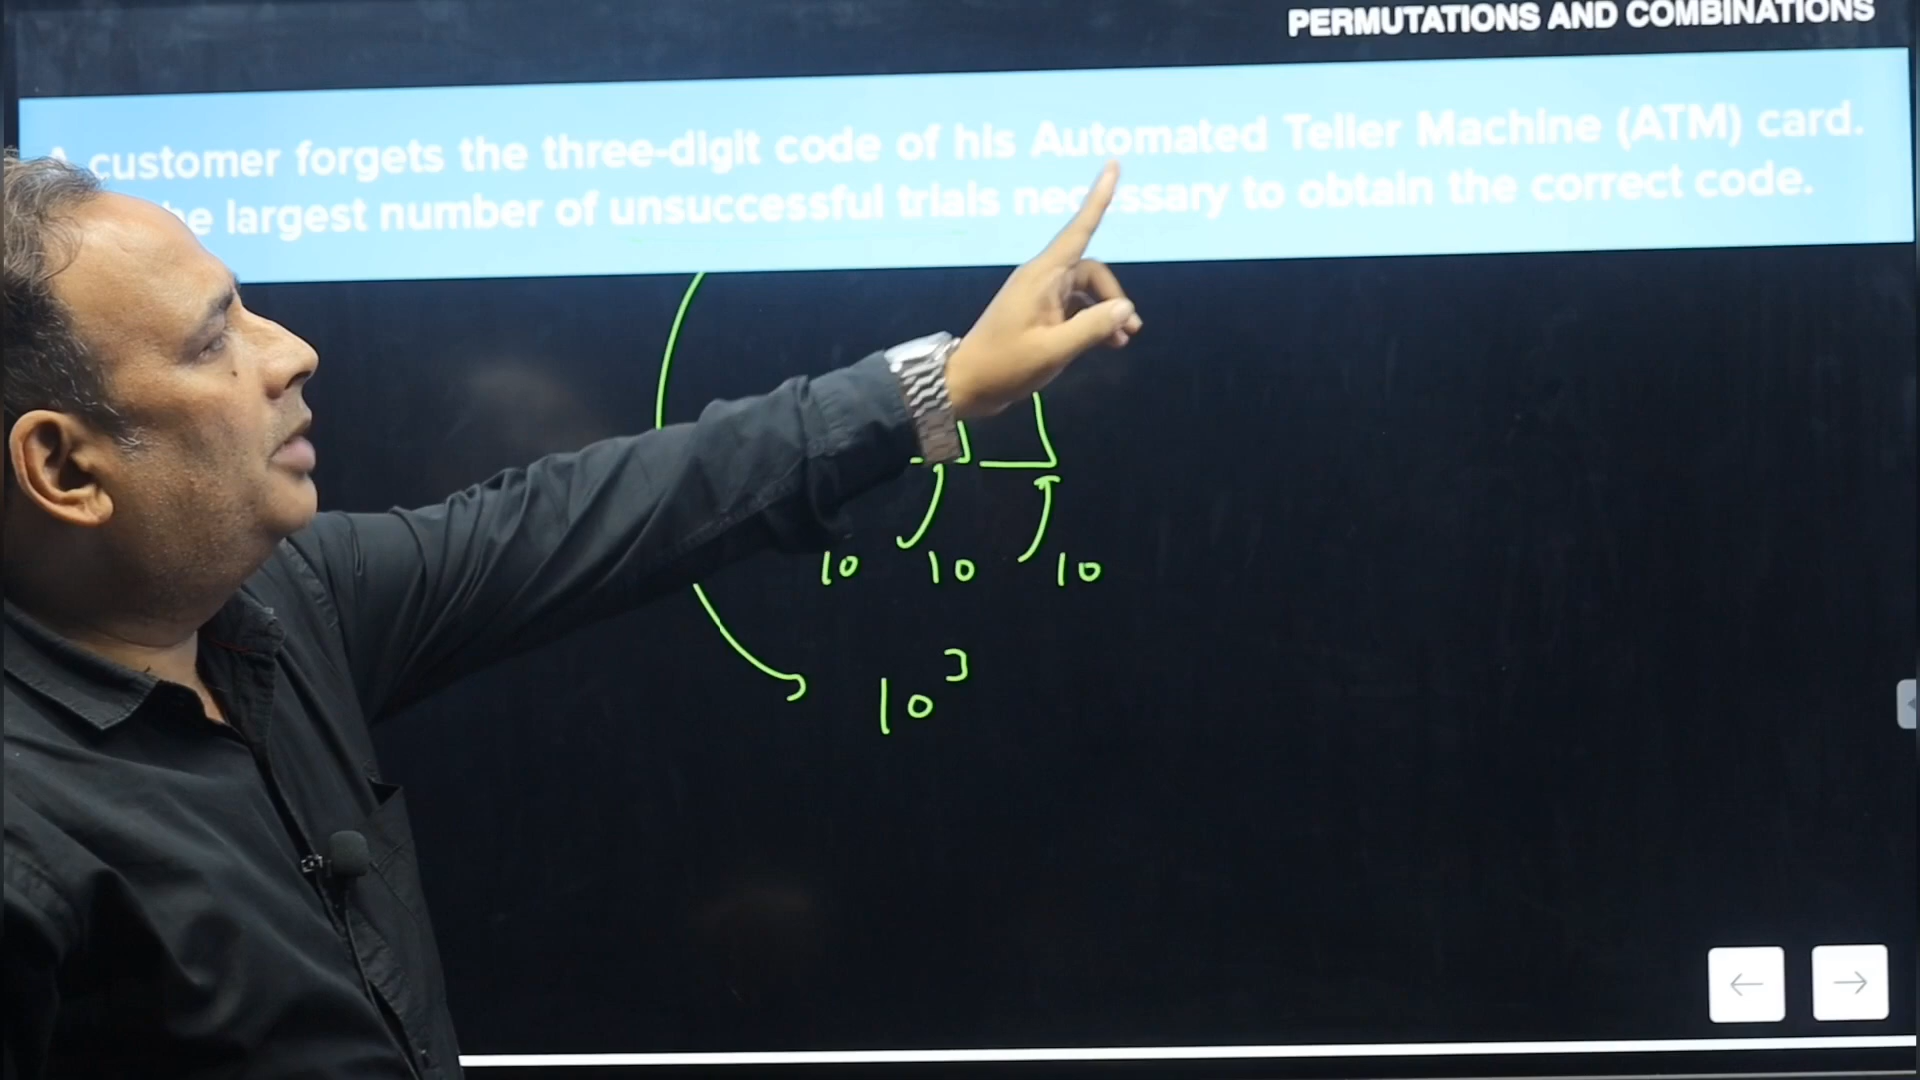 PERMUTATIONS AND COMBINATIONS
customer forgets the three-digit code of his Automated Teller Machine (ATM) card.
largest number of unsuccessful trials necessary to obtain the correct code.
10 10 10
10³